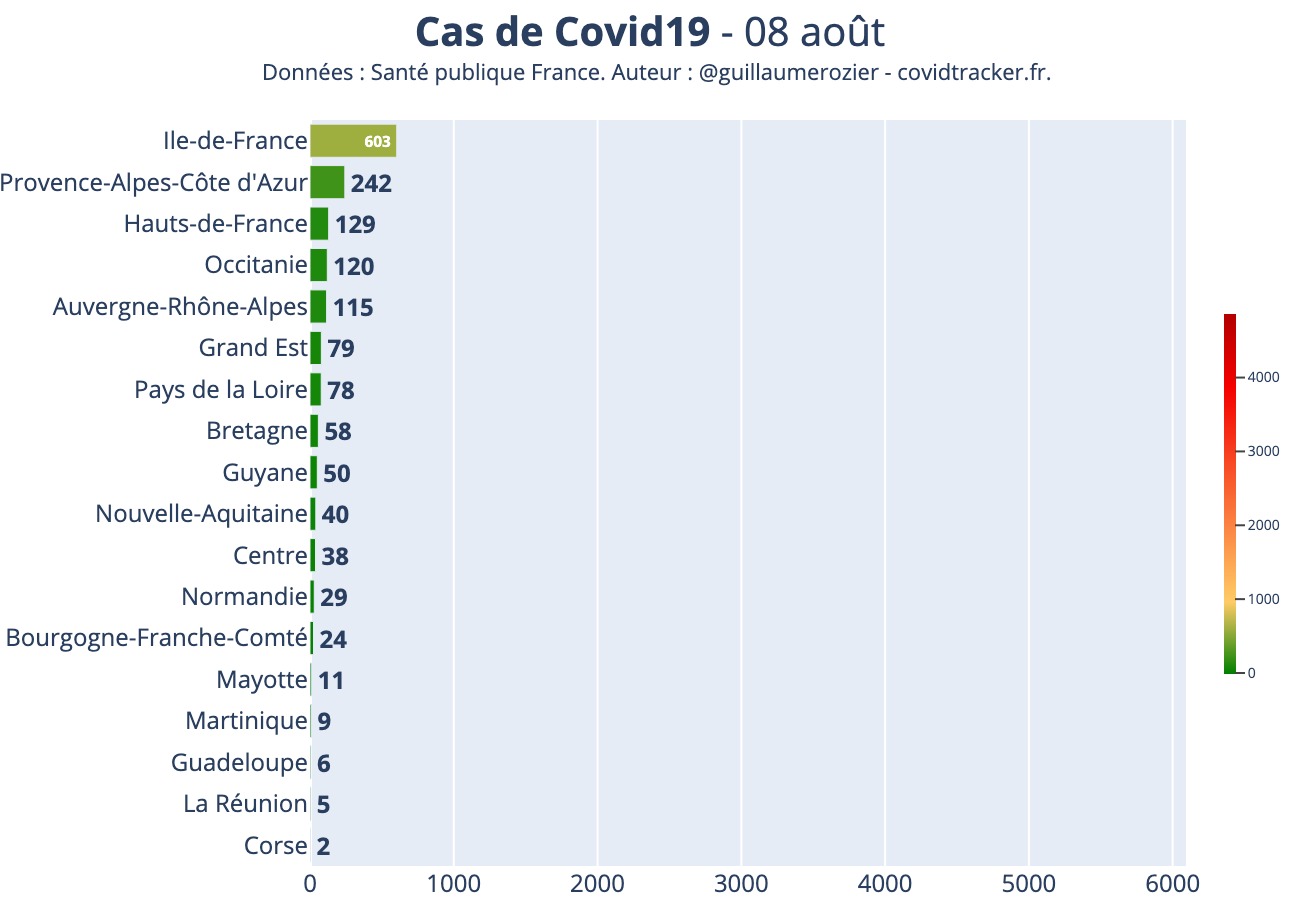 Cas de Covid19 - 08 août
Données : Santé publique France. Auteur : @guillaumerozier - covidtracker.fr.
Ile-de-France 603
Provence-Alpes-Côte d'Azur 242
Hauts-de-France 129
Occitanie 120
Auvergne-Rhône-Alpes 115
Grand Est 79
Pays de la Loire 78
Bretagne 58
Guyane 50
Nouvelle-Aquitaine 40
Centre 38
Normandie 29
Bourgogne-Franche-Comté 24
Mayotte 11
Martinique 9
Guadeloupe 6
La Réunion 5
Corse 2
0 1000 2000 3000 4000 5000 6000
4000
3000
2000
1000
0